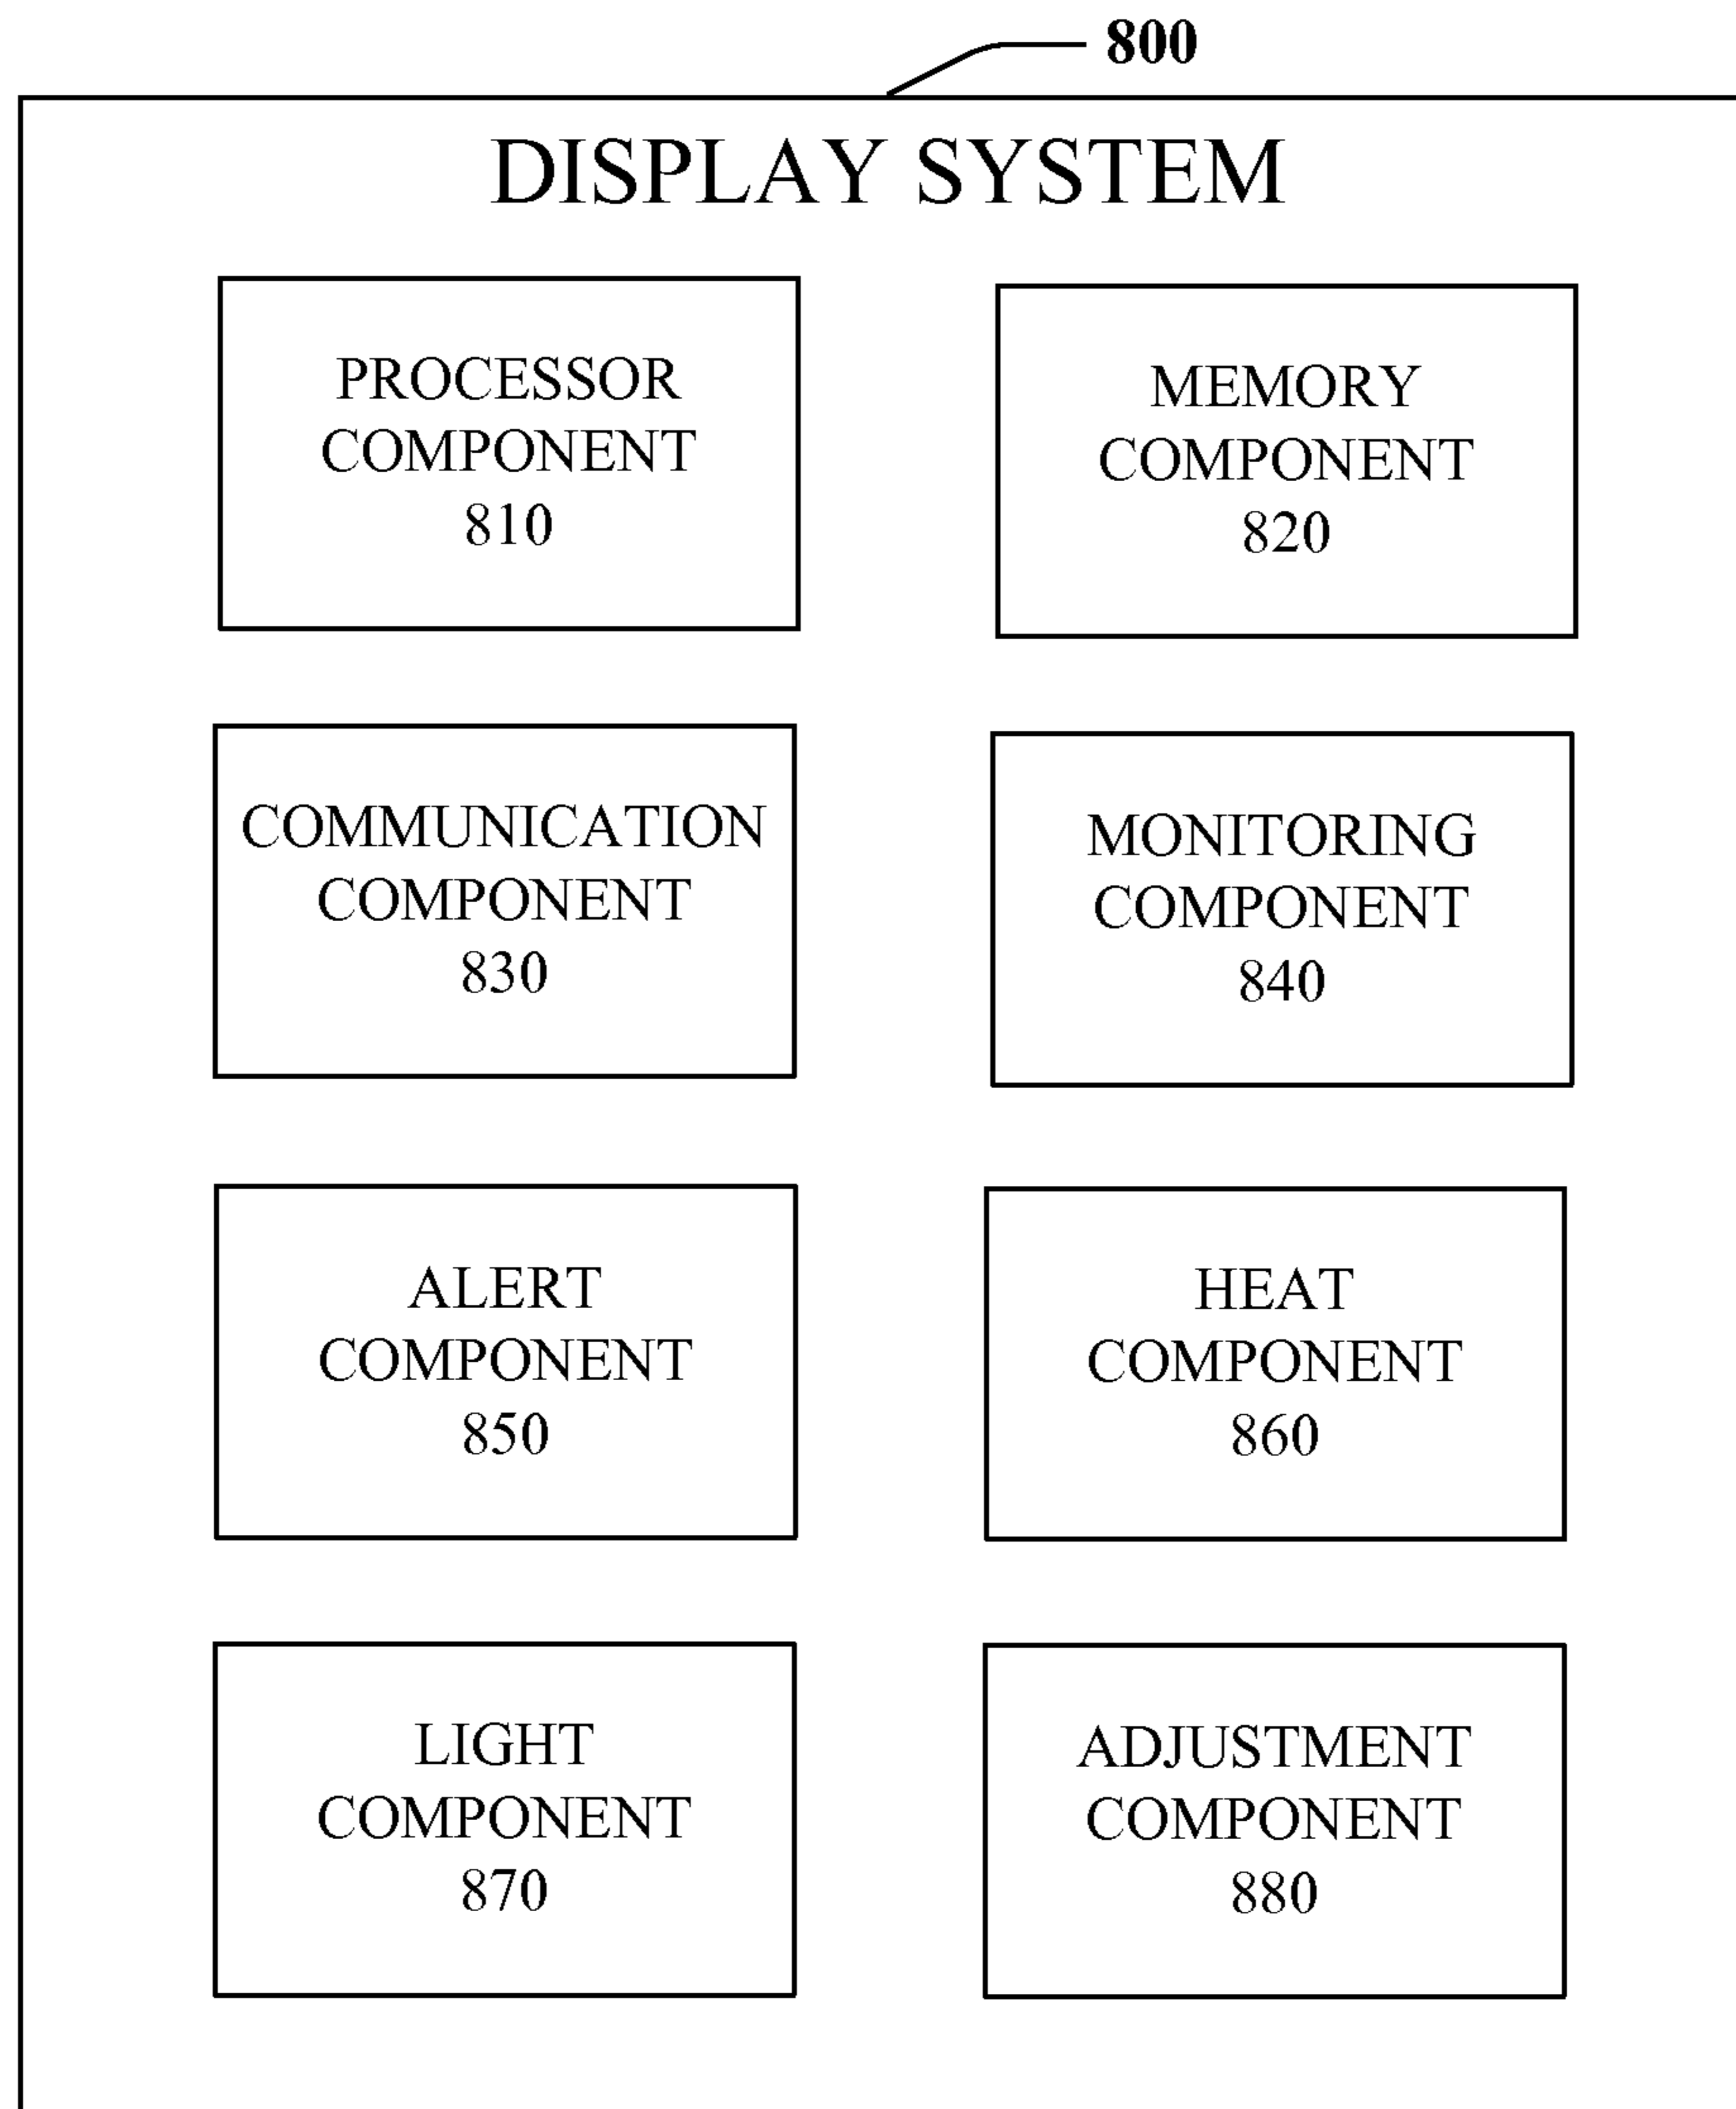 800
DISPLAY SYSTEM
PROCESSOR
COMPONENT
810
MEMORY
COMPONENT
820
COMMUNICATION
COMPONENT
830
MONITORING
COMPONENT
840
ALERT
COMPONENT
850
HEAT
COMPONENT
860
LIGHT
COMPONENT
870
ADJUSTMENT
COMPONENT
880